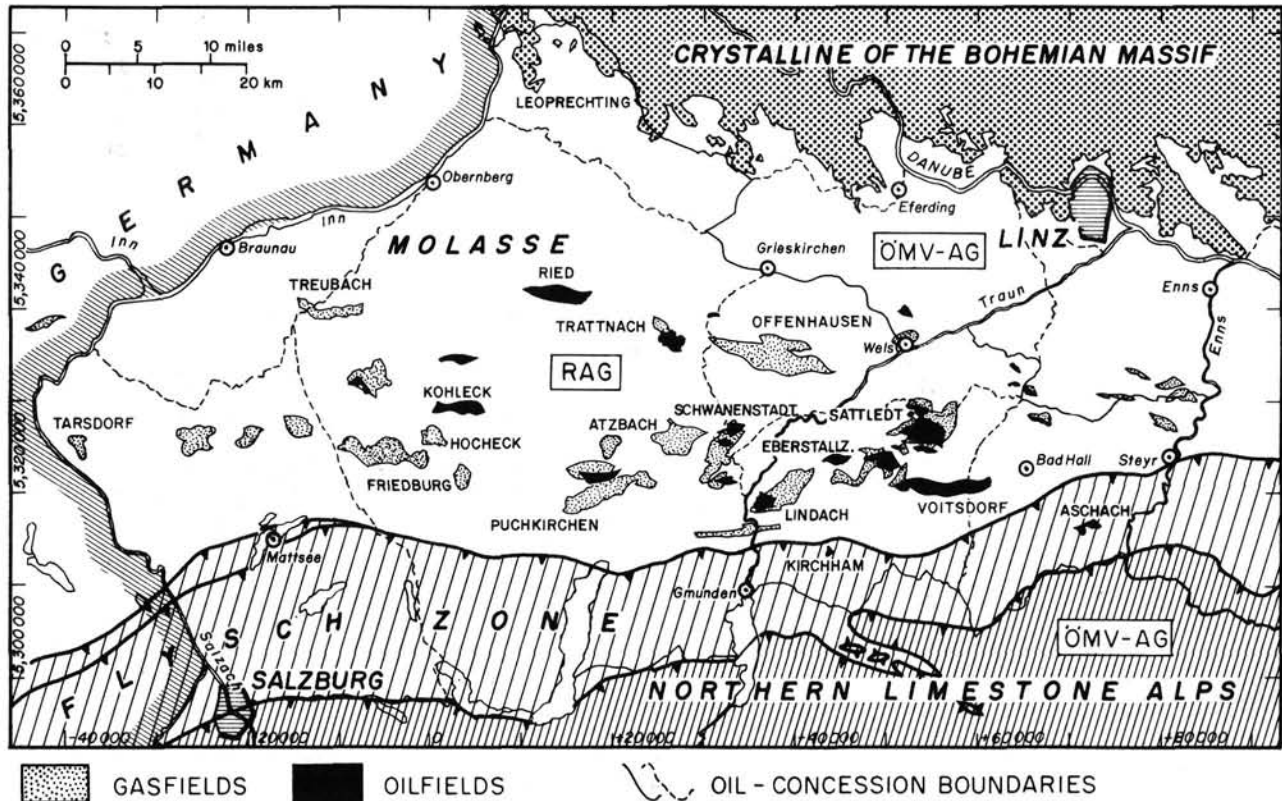 0 5 10 miles
0 10 20 km
CRYSTALLINE OF THE BOHEMIAN MASSIF
LEOPRECHTING
GERMANY
DANUBE
Obernberg
Eferding
Inn
Inn
Braunau
MOLASSE
Grieskirchen
ÖMV-AG
LINZ
TREUBACH
RIED
Traun
Enns
TRATTNACH
OFFENHAUSEN
Wels
Enns
RAG
KOHLECK
TARSDORF
SCHWANENSTADT
SATTLEDT
ATZBACH
HOCHECK
EBERSTALLZ.
Steyr
Bad Hall
FRIEDBURG
VOITSDORF
PUCHKIRCHEN
LINDACH
ASCHACH
Mattsee
KIRCHHAM
Gmunden
FLSCH ZONE
ÖMV-AG
Salzach
SALZBURG
NORTHERN LIMESTONE ALPS
5,360000
5,340000
5,320000
5,300000
-40000 20000 0 +20000 -40000 +60000 +80000
GASFIELDS OILFIELDS OIL-CONCESSION BOUNDARIES